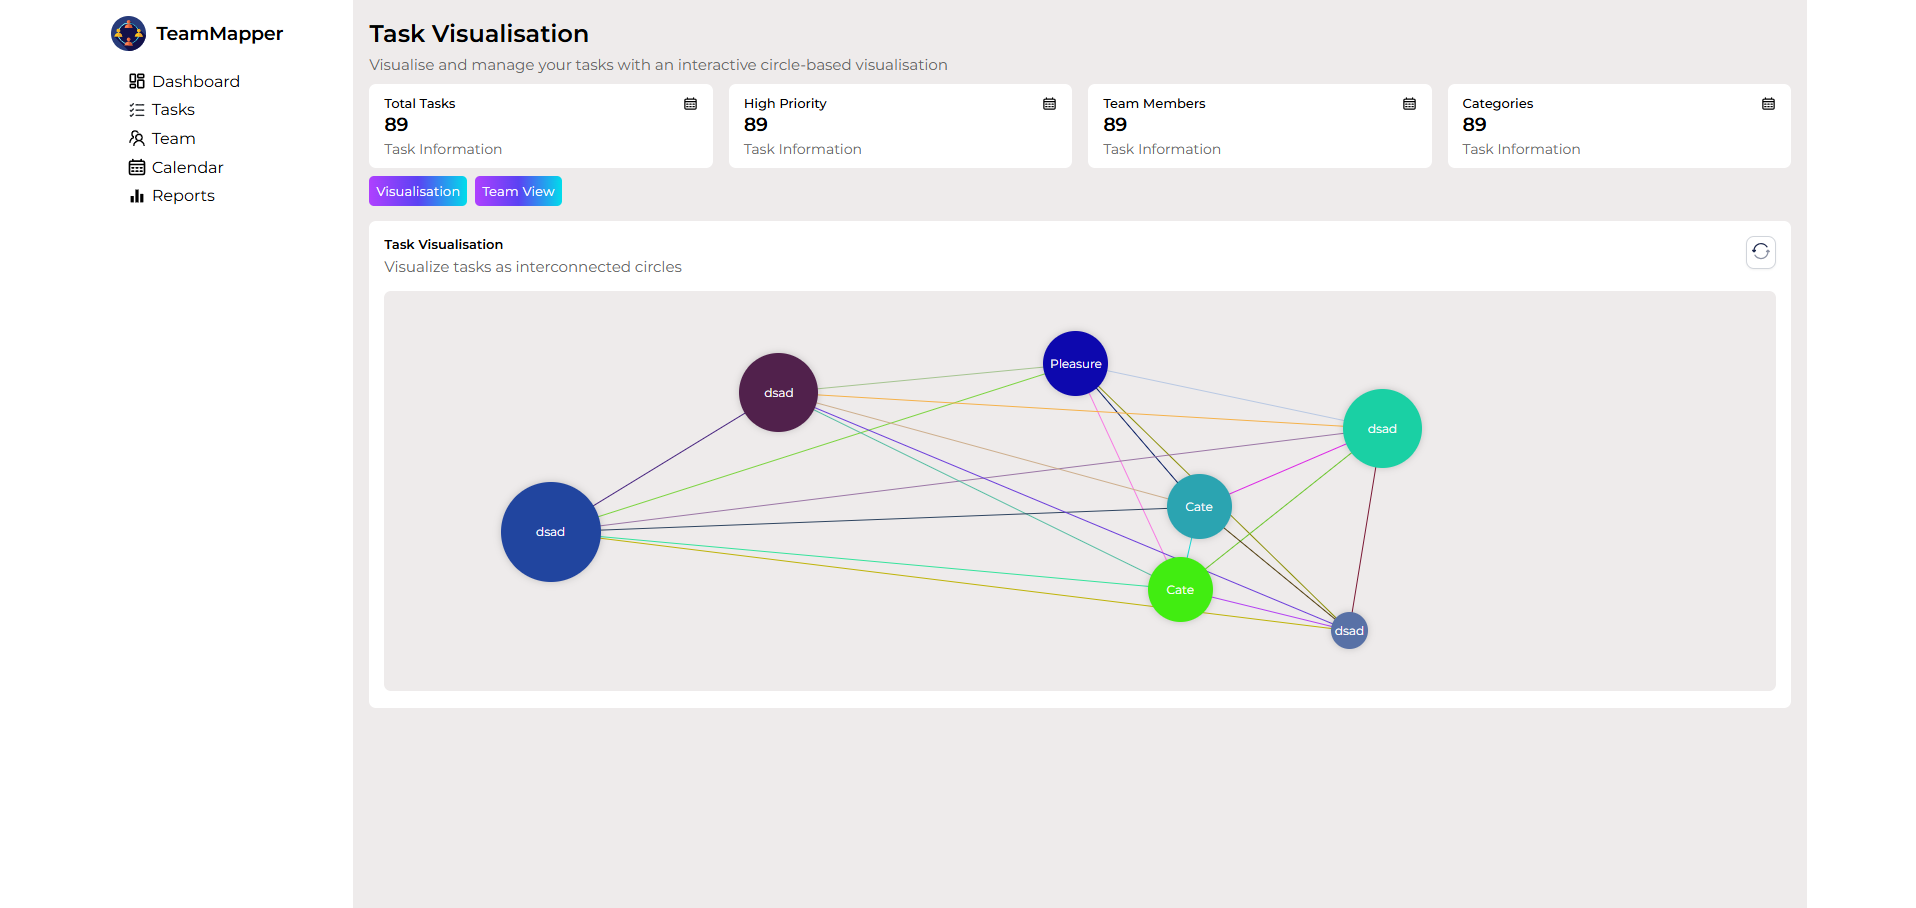 TeamMapper
Dashboard
Tasks
Team
Calendar
Reports
Task Visualisation
Visualise and manage your tasks with an interactive circle-based visualisation
Total Tasks
89
Task Information
High Priority
89
Task Information
Team Members
89
Task Information
Categories
89
Task Information
Visualisation
Team View
Task Visualisation
Visualize tasks as interconnected circles
Pleasure
dsad
dsad
Cate
dsad
Cate
dsad